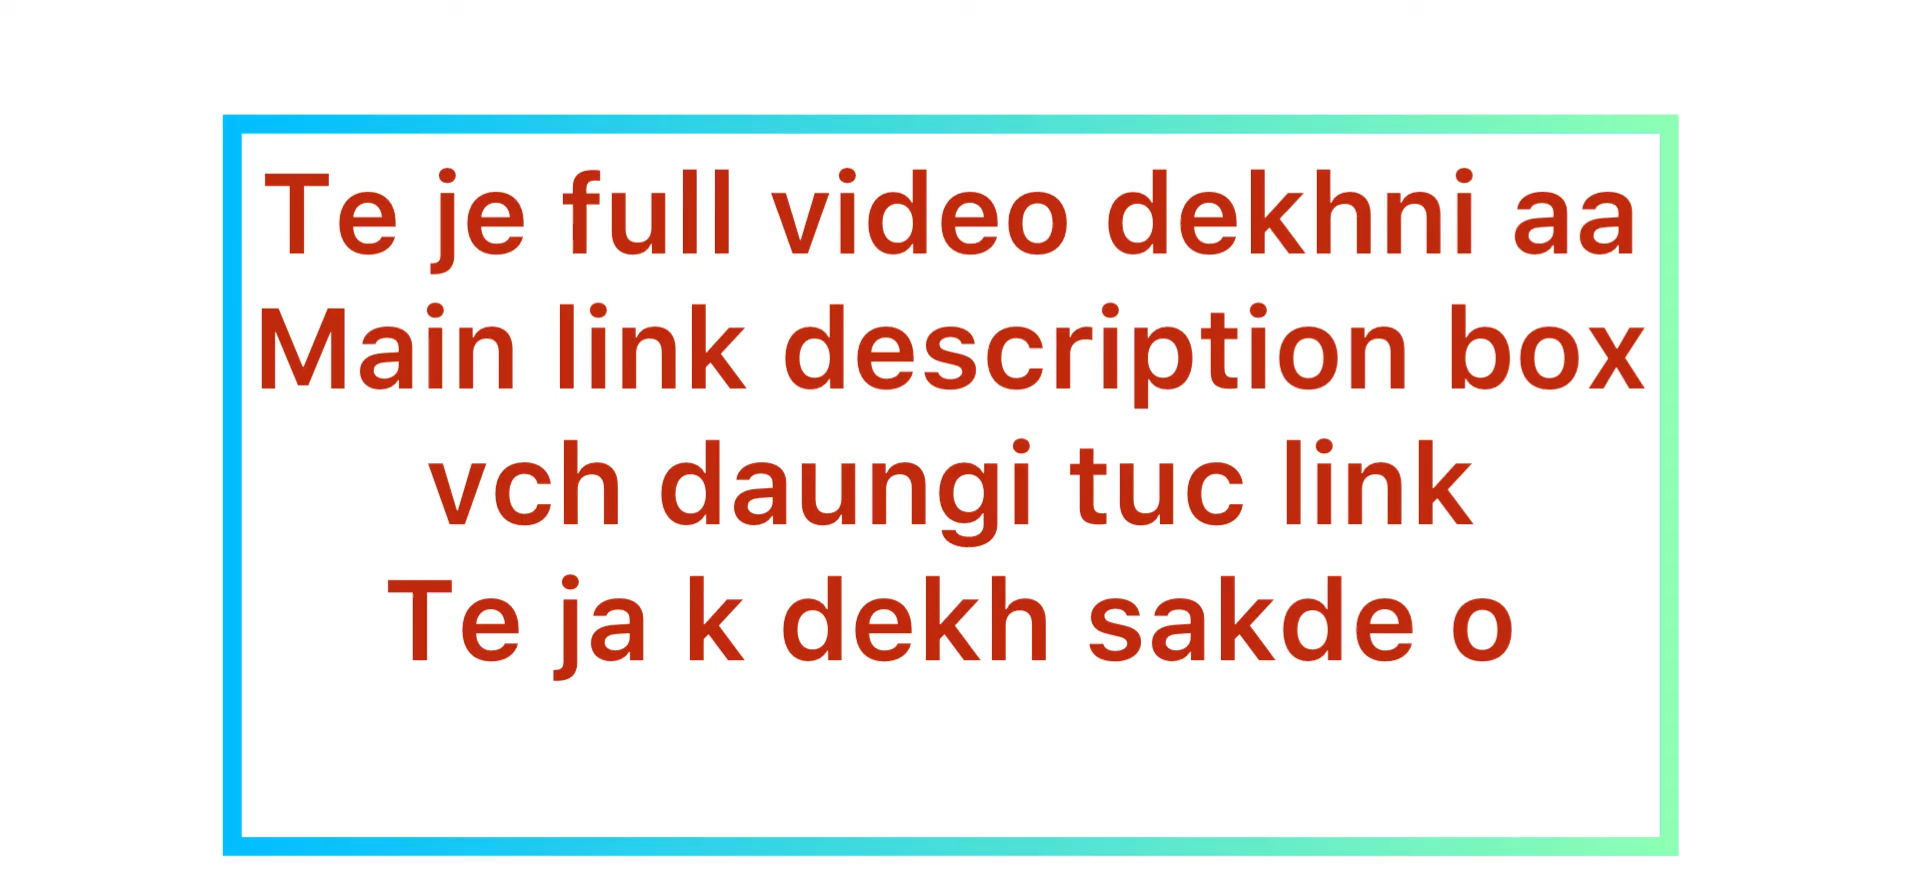 Te je full video dekhni aa
Main link description box
vch daungi tuc link
Te ja k dekh sakde o